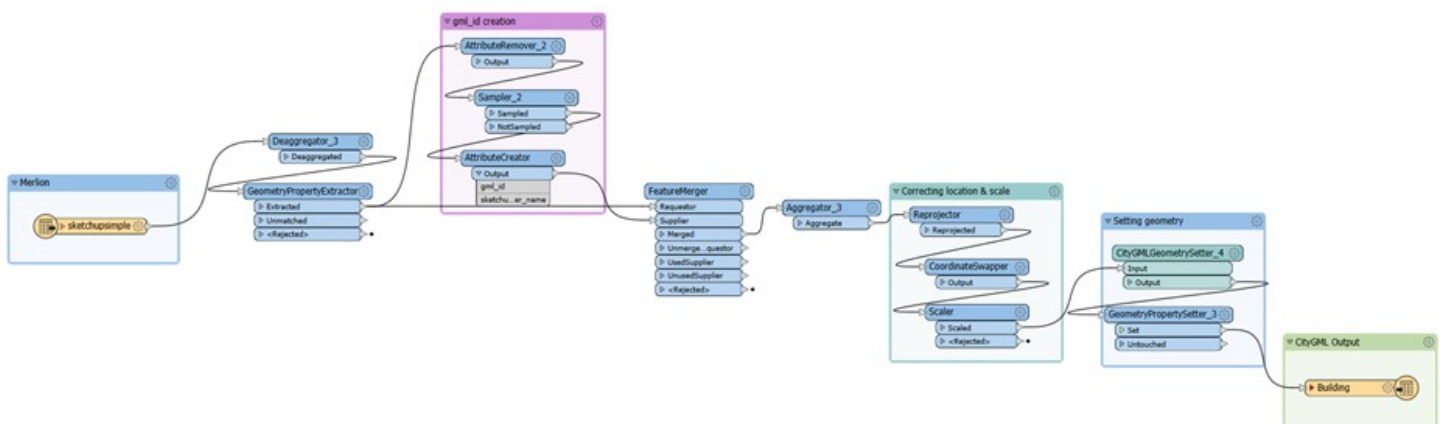 Merlion
sketchupsimple
Deaggregator_3
Deaggregated
GeometryPropertyExtractor
Extracted
Unmatched
<Rejected>
gml_id creation
AttributeRemover_2
Output
Sampler_2
Sampled
NotSampled
AttributeCreator
Output
gml_id
sketchu...er_name
FeatureMerger
Requestor
Supplier
Merged
Unmerge...questor
UsedSupplier
UnusedSupplier
<Rejected>
Aggregator_3
Aggregate
Correcting location & scale
Reprojector
Reprojected
CoordinateSwapper
Output
Scaler
Scaled
<Rejected>
Setting geometry
CityGMLGeometrySetter_4
Input
Output
GeometryPropertySetter_3
Set
Untouched
CityGML Output
Building